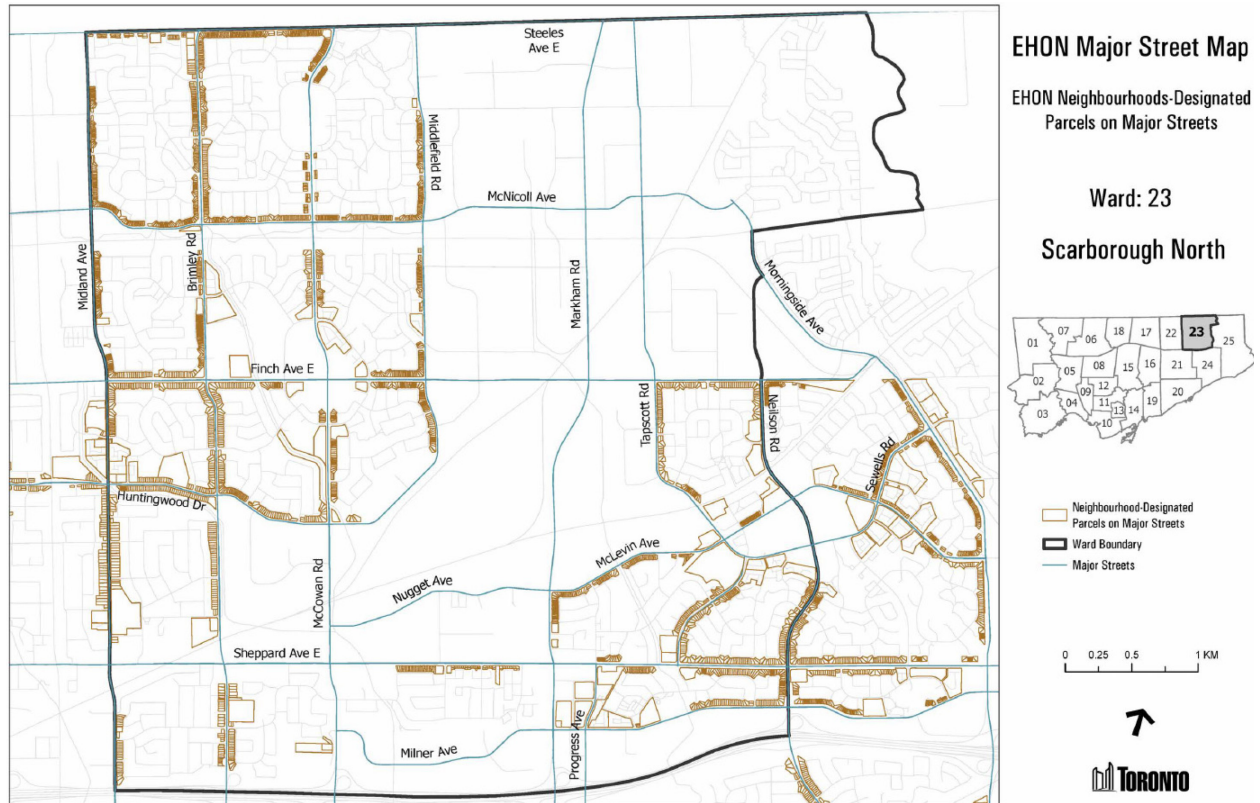 Steeles
Ave E
Middlefield Rd
McNicoll Ave
Midland Ave
Brimley Rd
Markham Rd
Morningside Ave
Finch Ave E
Tapscott Rd
Neilson Rd
Sewells Rd
Huntingwood Dr
McLevin Ave
McCowan Rd
Nugget Ave
Sheppard Ave E
Progress Ave
Milner Ave
EHON Major Street Map
EHON Neighbourhoods-Designated
Parcels on Major Streets
Ward: 23
Scarborough North
01
07
06
18
17
22
23
25
02
05
08
15
16
21
24
03
04
09
12
11
13
14
19
20
10
Neighbourhood-Designated
Parcels on Major Streets
Ward Boundary
Major Streets
0 0.25 0.5 1 KM
TORONTO